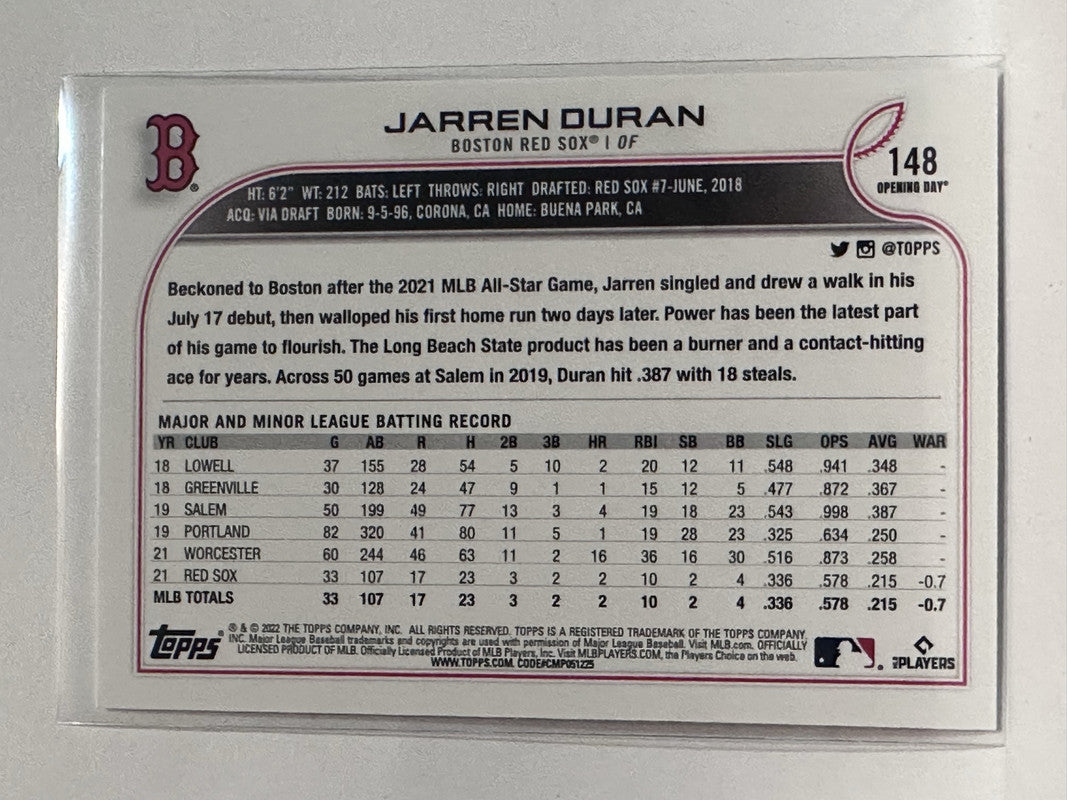 B®
JARREN DURAN
BOSTON RED SOX® | OF
148
OPENING DAY®
HT: 6'2" WT: 212 BATS: LEFT THROWS: RIGHT DRAFTED: RED SOX #7-JUNE, 2018
ACQ: VIA DRAFT BORN: 9-5-96, CORONA, CA HOME: BUENA PARK, CA
@TOPPS
Beckoned to Boston after the 2021 MLB All-Star Game, Jarren singled and drew a walk in his
July 17 debut, then walloped his first home run two days later. Power has been the latest part
of his game to flourish. The Long Beach State product has been a burner and a contact-hitting
ace for years. Across 50 games at Salem in 2019, Duran hit .387 with 18 steals.
MAJOR AND MINOR LEAGUE BATTING RECORD
YR CLUB G AB R H 2B 3B HR RBI SB BB SLG OPS AVG WAR
18 LOWELL 37 155 28 54 5 10 2 20 12 11 .548 .941 .348 -
18 GREENVILLE 30 128 24 47 9 1 1 15 12 5 .477 .872 .367 -
19 SALEM 50 199 49 77 13 3 4 19 18 23 .543 .998 .387 -
19 PORTLAND 82 320 41 80 11 5 1 19 28 23 .325 .634 .250 -
21 WORCESTER 60 244 46 63 11 2 16 36 16 30 .516 .873 .258 -
21 RED SOX 33 107 17 23 3 2 2 10 2 4 .336 .578 .215 -0.7
MLB TOTALS 33 107 17 23 3 2 2 10 2 4 .336 .578 .215 -0.7
Topps®
® & © 2022 THE TOPPS COMPANY, INC. ALL RIGHTS RESERVED. TOPPS IS A REGISTERED TRADEMARK OF THE TOPPS COMPANY,
INC. Major League Baseball trademarks and copyrights are used with permission of Major League Baseball. Visit MLB.com. OFFICIALLY
LICENSED PRODUCT OF MLB. Officially Licensed Product of MLB Players, Inc. Visit MLBPLAYERS.COM, the Players Choice on the web.
WWW.TOPPS.COM. CODE#CMP051225
PLAYERS